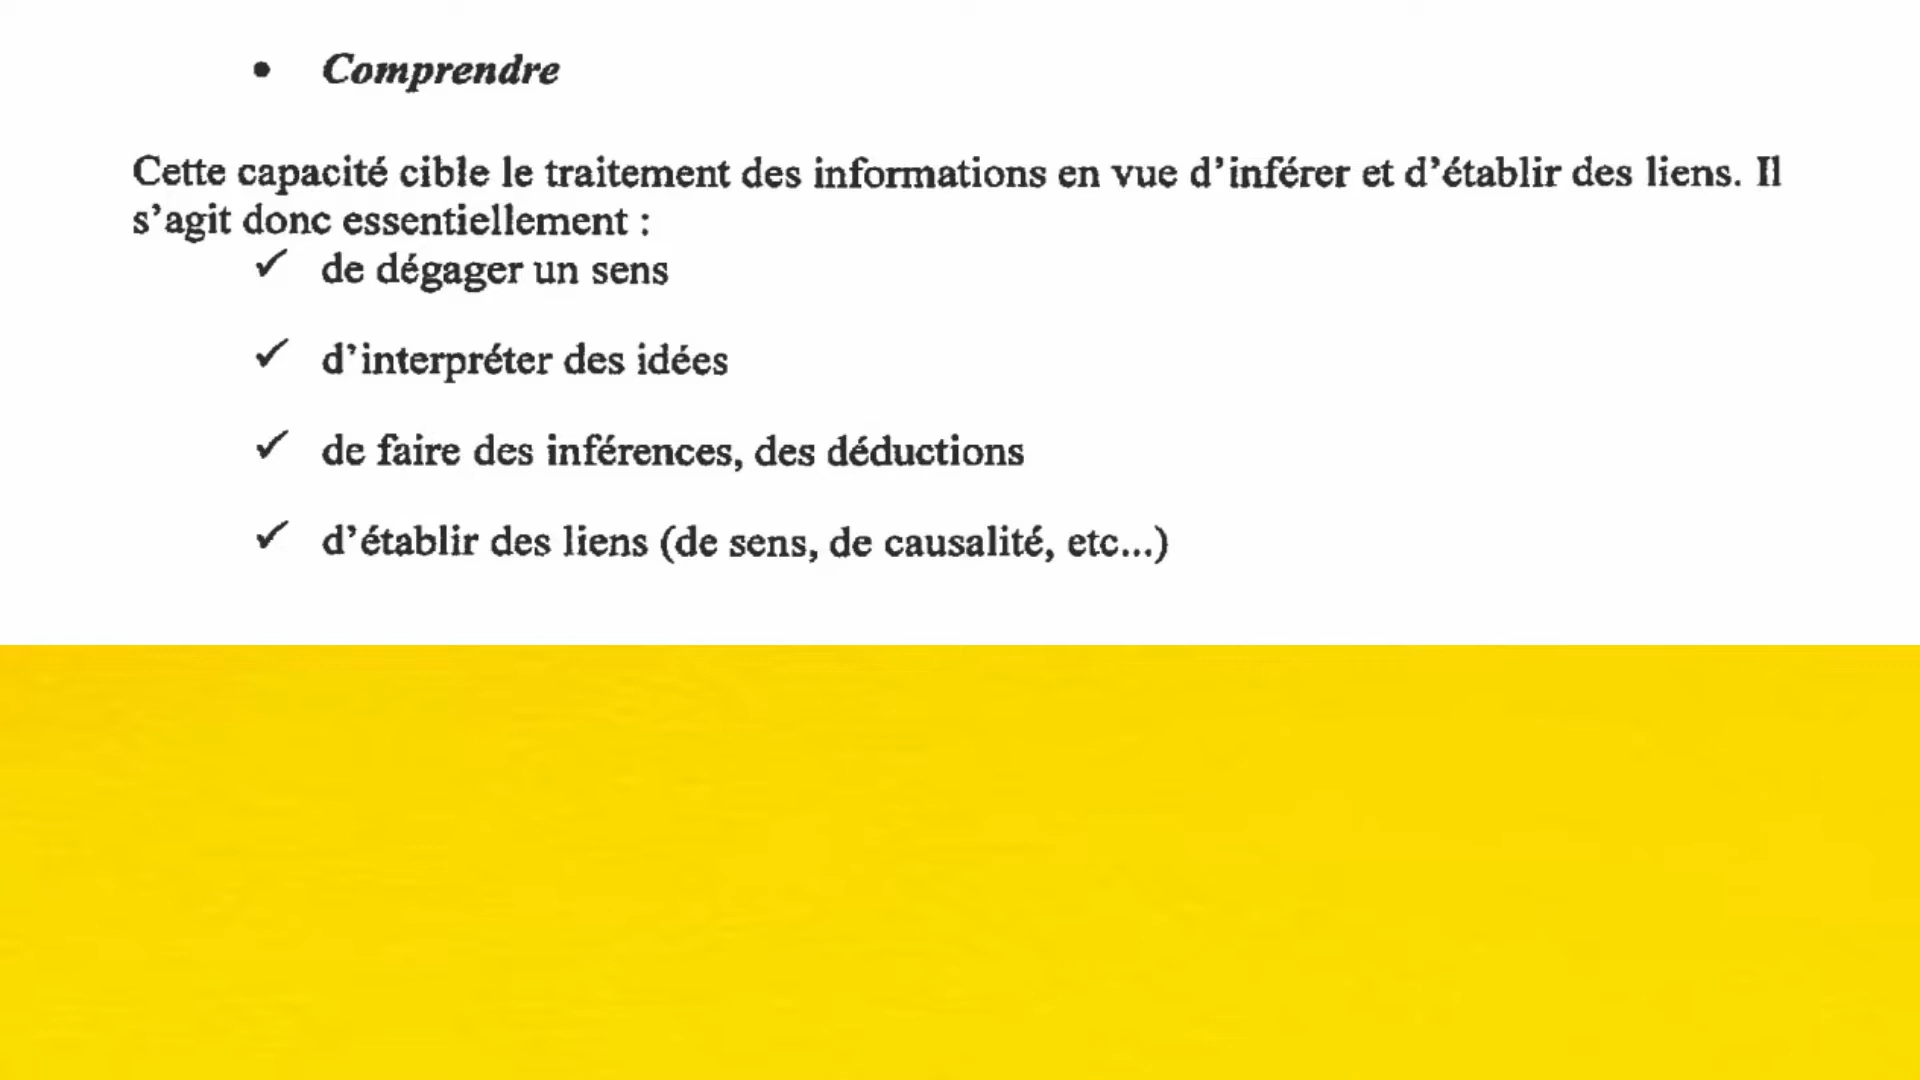 • Comprendre
Cette capacité cible le traitement des informations en vue d'inférer et d'établir des liens. Il
s'agit donc essentiellement :
✓ de dégager un sens
✓ d'interpréter des idées
✓ de faire des inférences, des déductions
✓ d'établir des liens (de sens, de causalité, etc...)